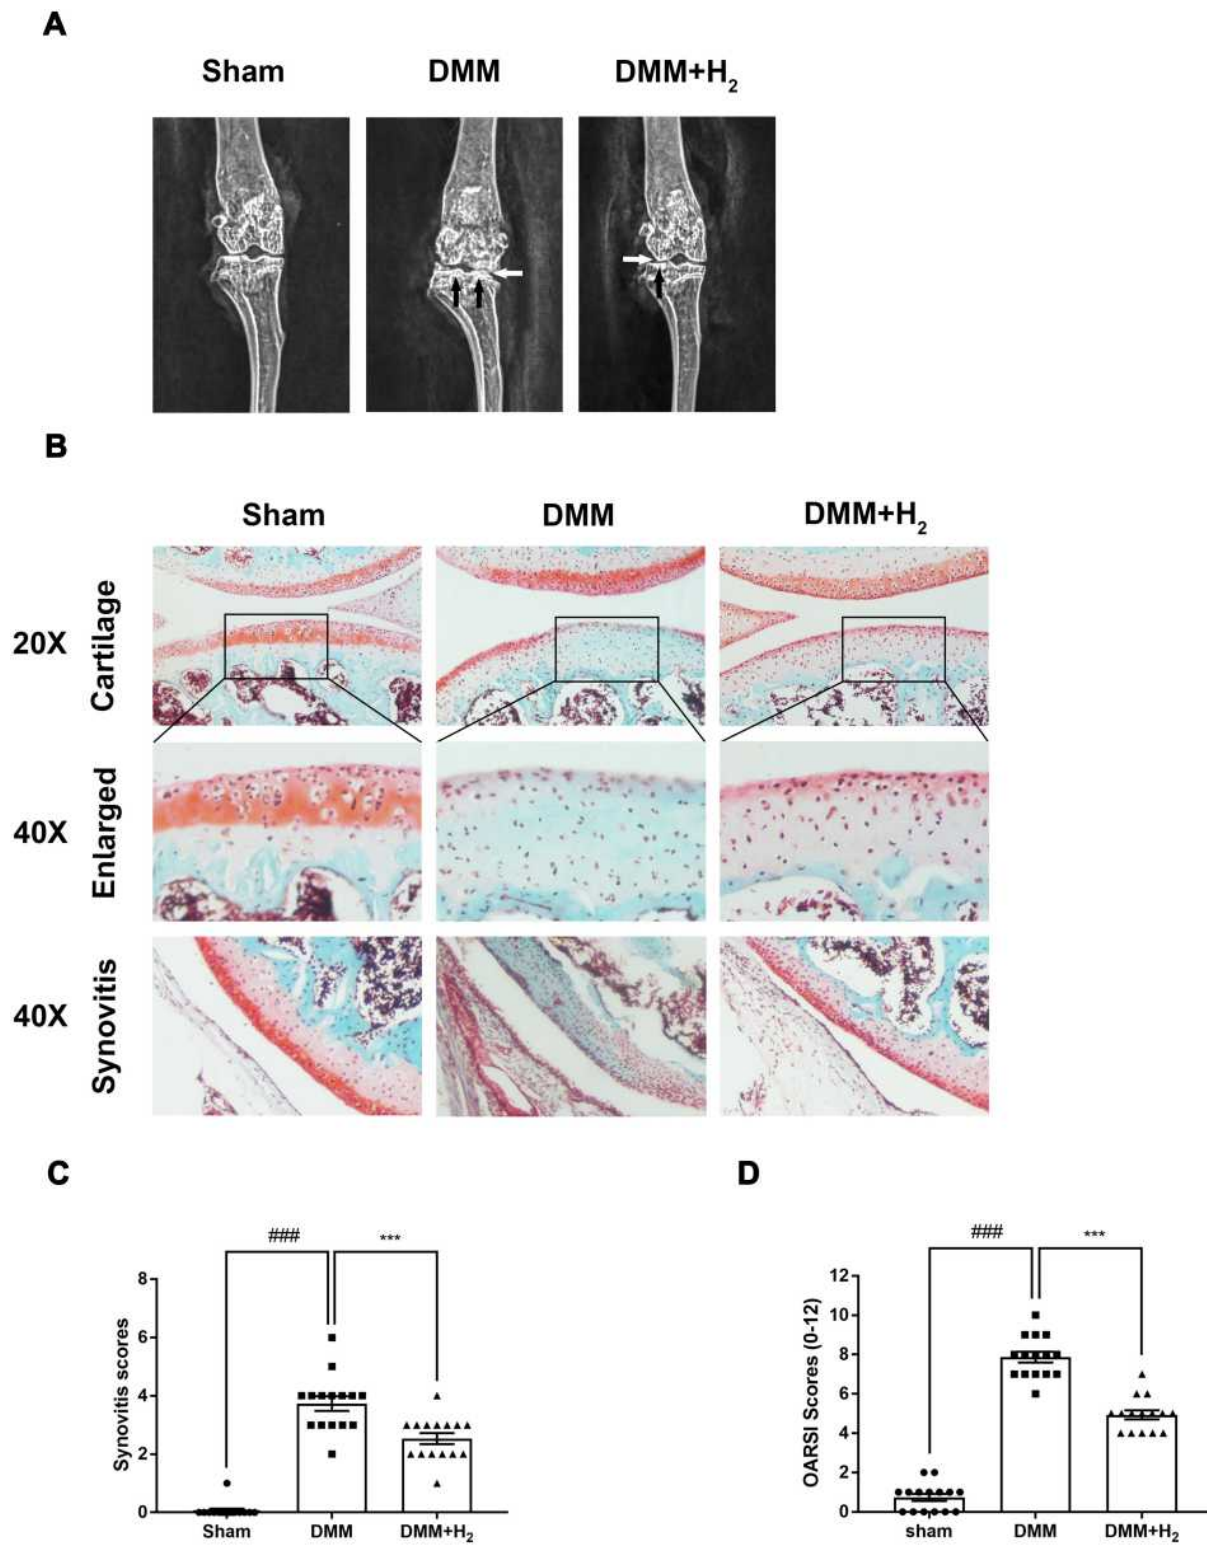 A
Sham DMM DMM+H2
B
Sham DMM DMM+H2
20X Cartilage
40X Enlarged
40X Synovitis
C
D
### ***
Synovitis scores
8
6
4
2
0
Sham DMM DMM+H2
### ***
OARSI Scores (0-12)
12
10
8
6
4
2
0
sham DMM DMM+H2